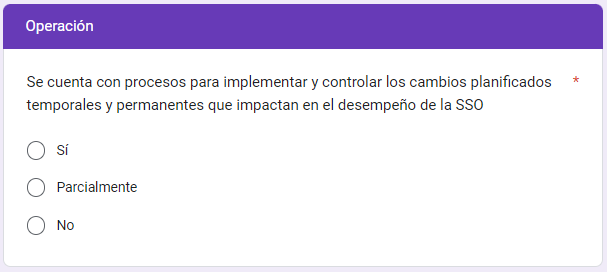 Operación
Se cuenta con procesos para implementar y controlar los cambios planificados *
temporales y permanentes que impactan en el desempeño de la SSO
Sí
Parcialmente
No